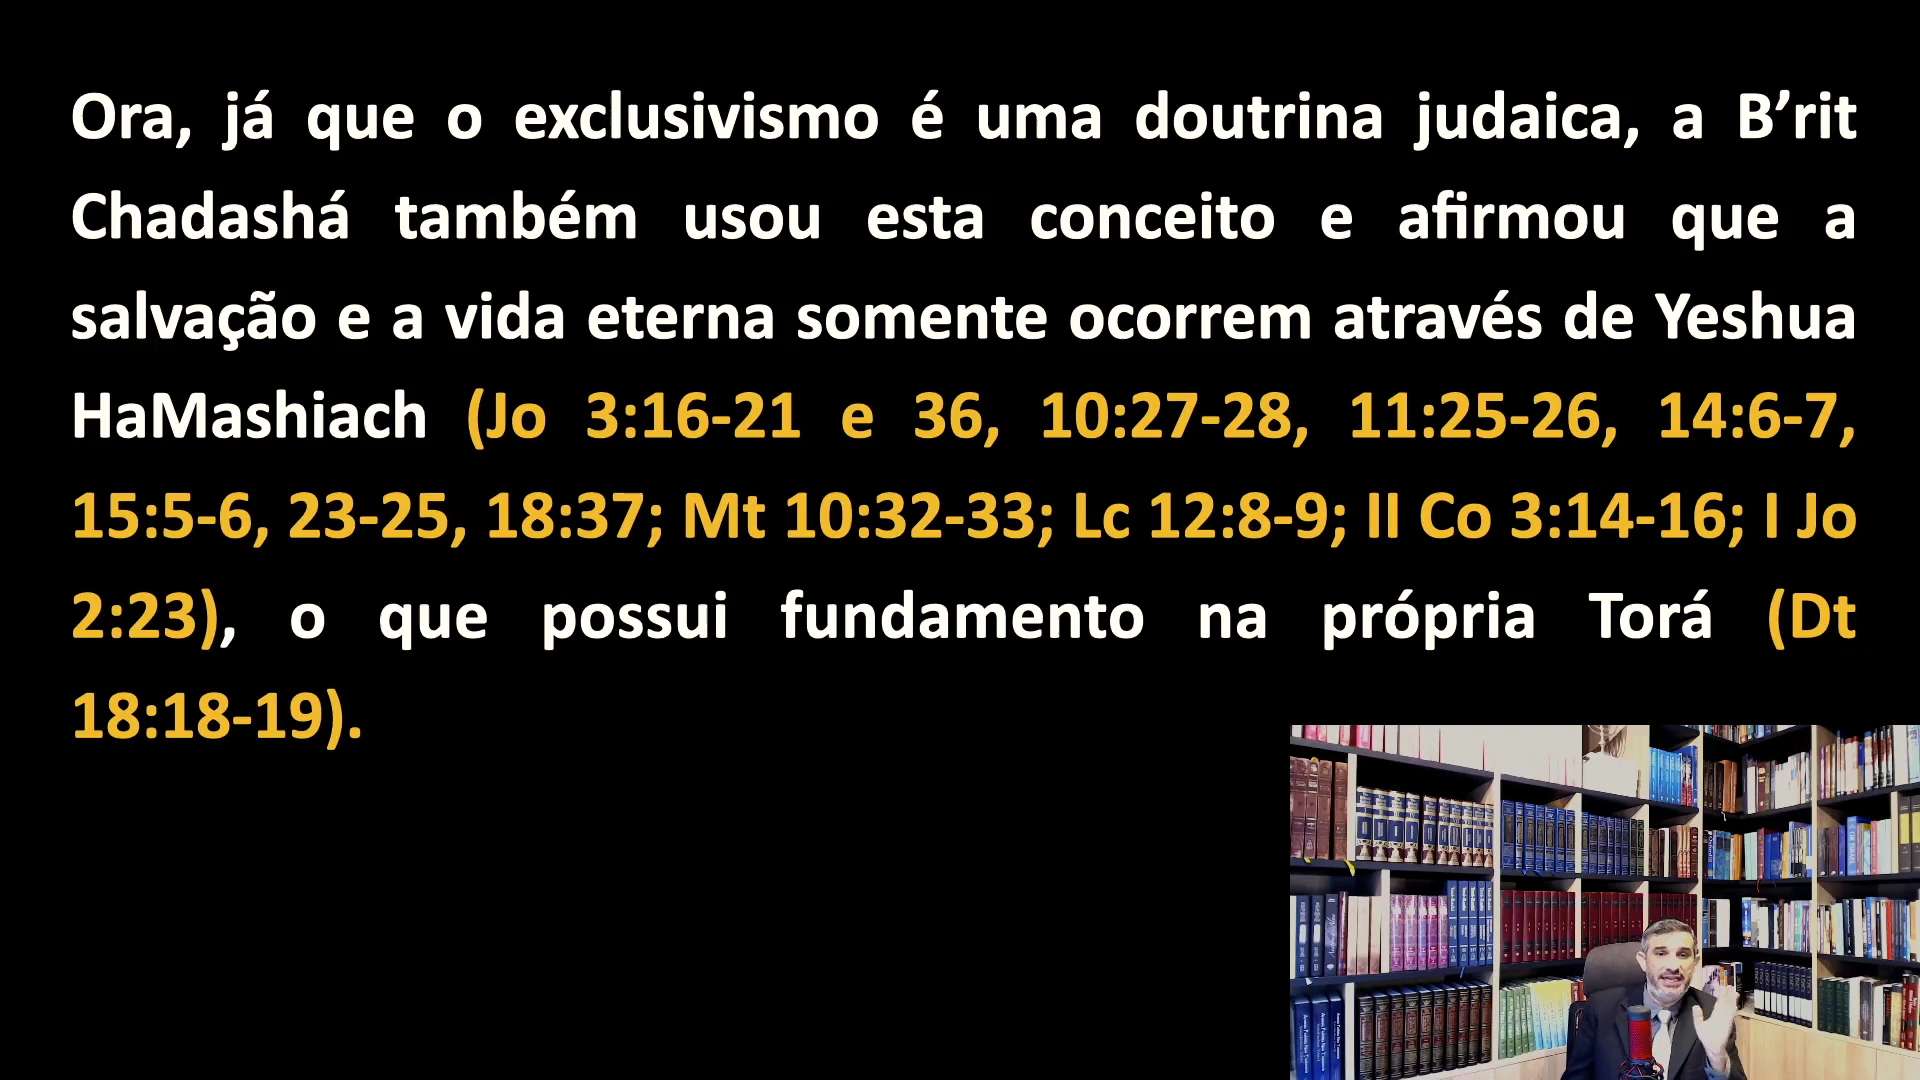 Ora, já que o exclusivismo é uma doutrina judaica, a B’rit
Chadashá também usou esta conceito e afirmou que a
salvação e a vida eterna somente ocorrem através de Yeshua
HaMashiach (Jo 3:16-21 e 36, 10:27-28, 11:25-26, 14:6-7,
15:5-6, 23-25, 18:37; Mt 10:32-33; Lc 12:8-9; II Co 3:14-16; I Jo
2:23), o que possui fundamento na própria Torá (Dt
18:18-19).